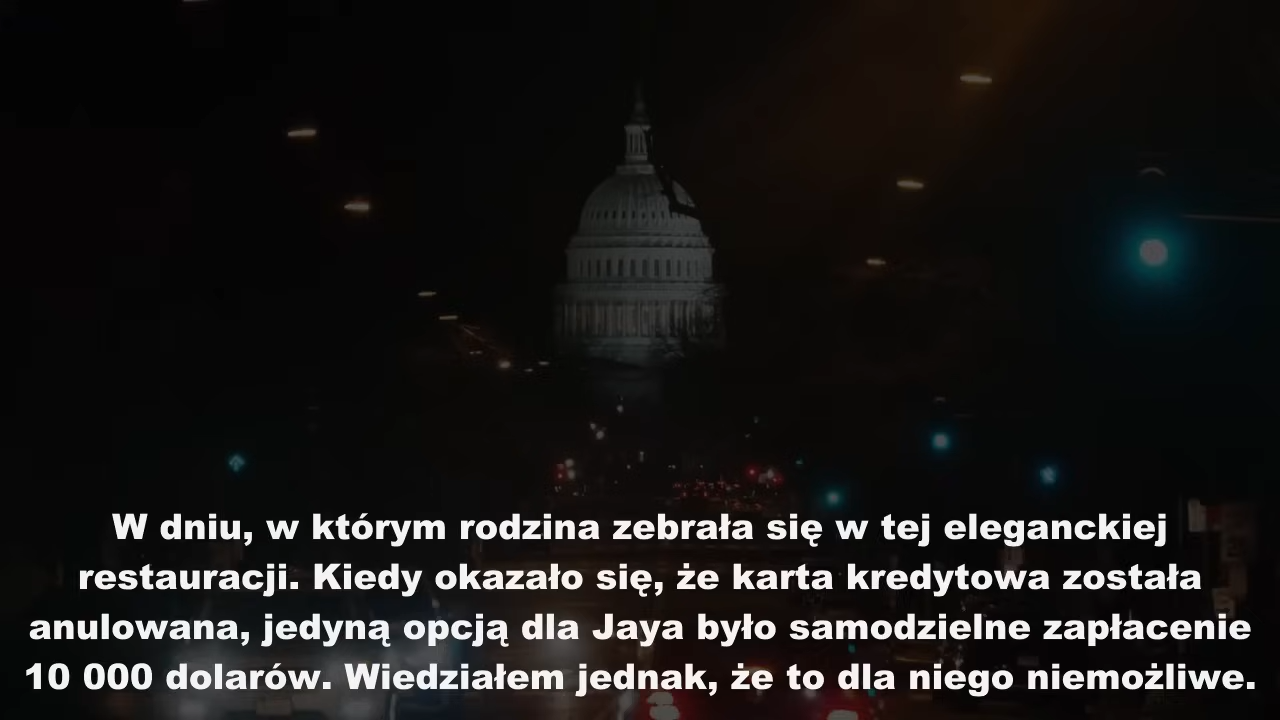 W dniu, w którym rodzina zebrała się w tej eleganckiej
restauracji. Kiedy okazało się, że karta kredytowa została
anulowana, jedyną opcją dla Jaya było samodzielne zapłacenie
10 000 dolarów. Wiedziałem jednak, że to dla niego niemożliwe.